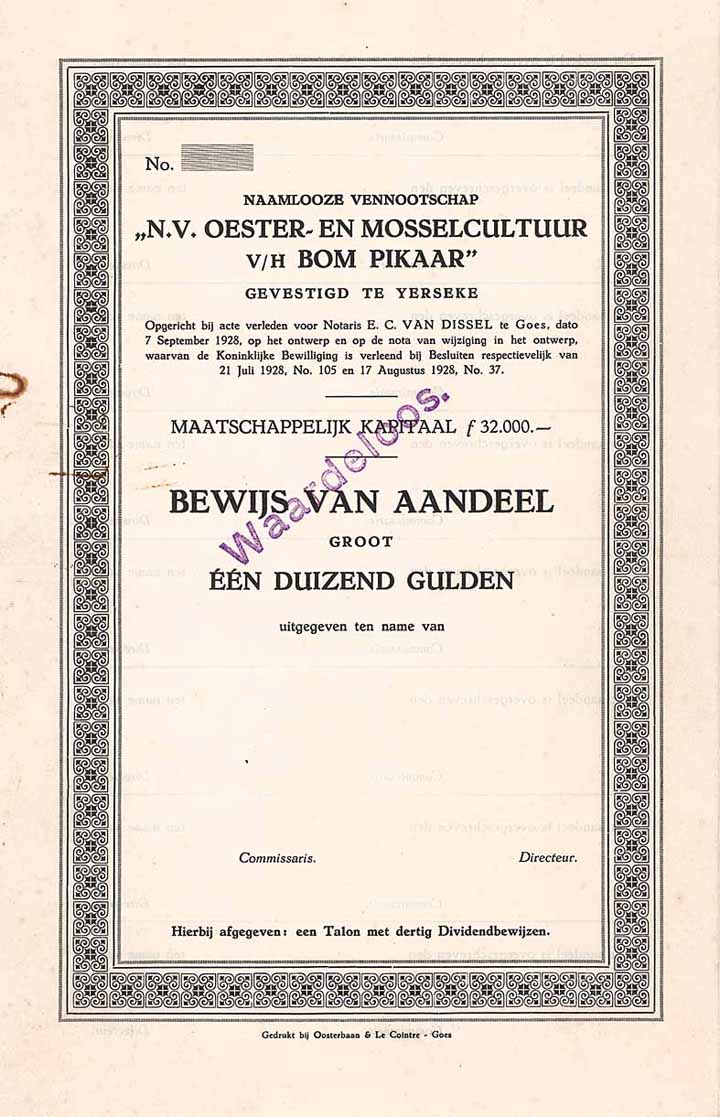 No.
NAAMLOOZE VENNOOTSCHAP
„N.V. OESTER- EN MOSSELCULTUUR
V/H BOM PIKAAR”
GEVESTIGD TE YERSEKE
Opgericht bij acte verleden voor Notaris E. C. VAN DISSEL te Goes, dato
7 September 1928, op het ontwerp en op de nota van wijziging in het ontwerp,
waarvan de Koninklijke Bewilliging is verleend bij Besluiten respectievelijk van
21 Juli 1928, No. 105 en 17 Augustus 1928, No. 37.
MAATSCHAPPELIJK KAPITAAL f 32.000.—
Waardeloos.
BEWIJS VAN AANDEEL
GROOT
ÉÉN DUIZEND GULDEN
uitgegeven ten name van
Commissaris. Directeur.
Hierbij afgegeven: een Talon met dertig Dividendbewijzen.
Gedrukt bij Oosterbaan & Le Cointre - Goes